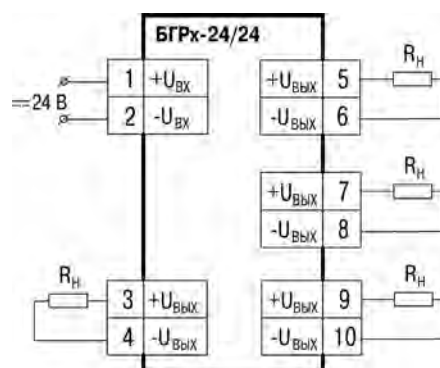 БГРх-24/24
1 +U_ВХ
2 -U_ВХ
=24 В
+U_ВЫХ 5
-U_ВЫХ 6
R_Н
+U_ВЫХ 7
-U_ВЫХ 8
R_Н
R_Н
3 +U_ВЫХ
4 -U_ВЫХ
+U_ВЫХ 9
-U_ВЫХ 10
R_Н